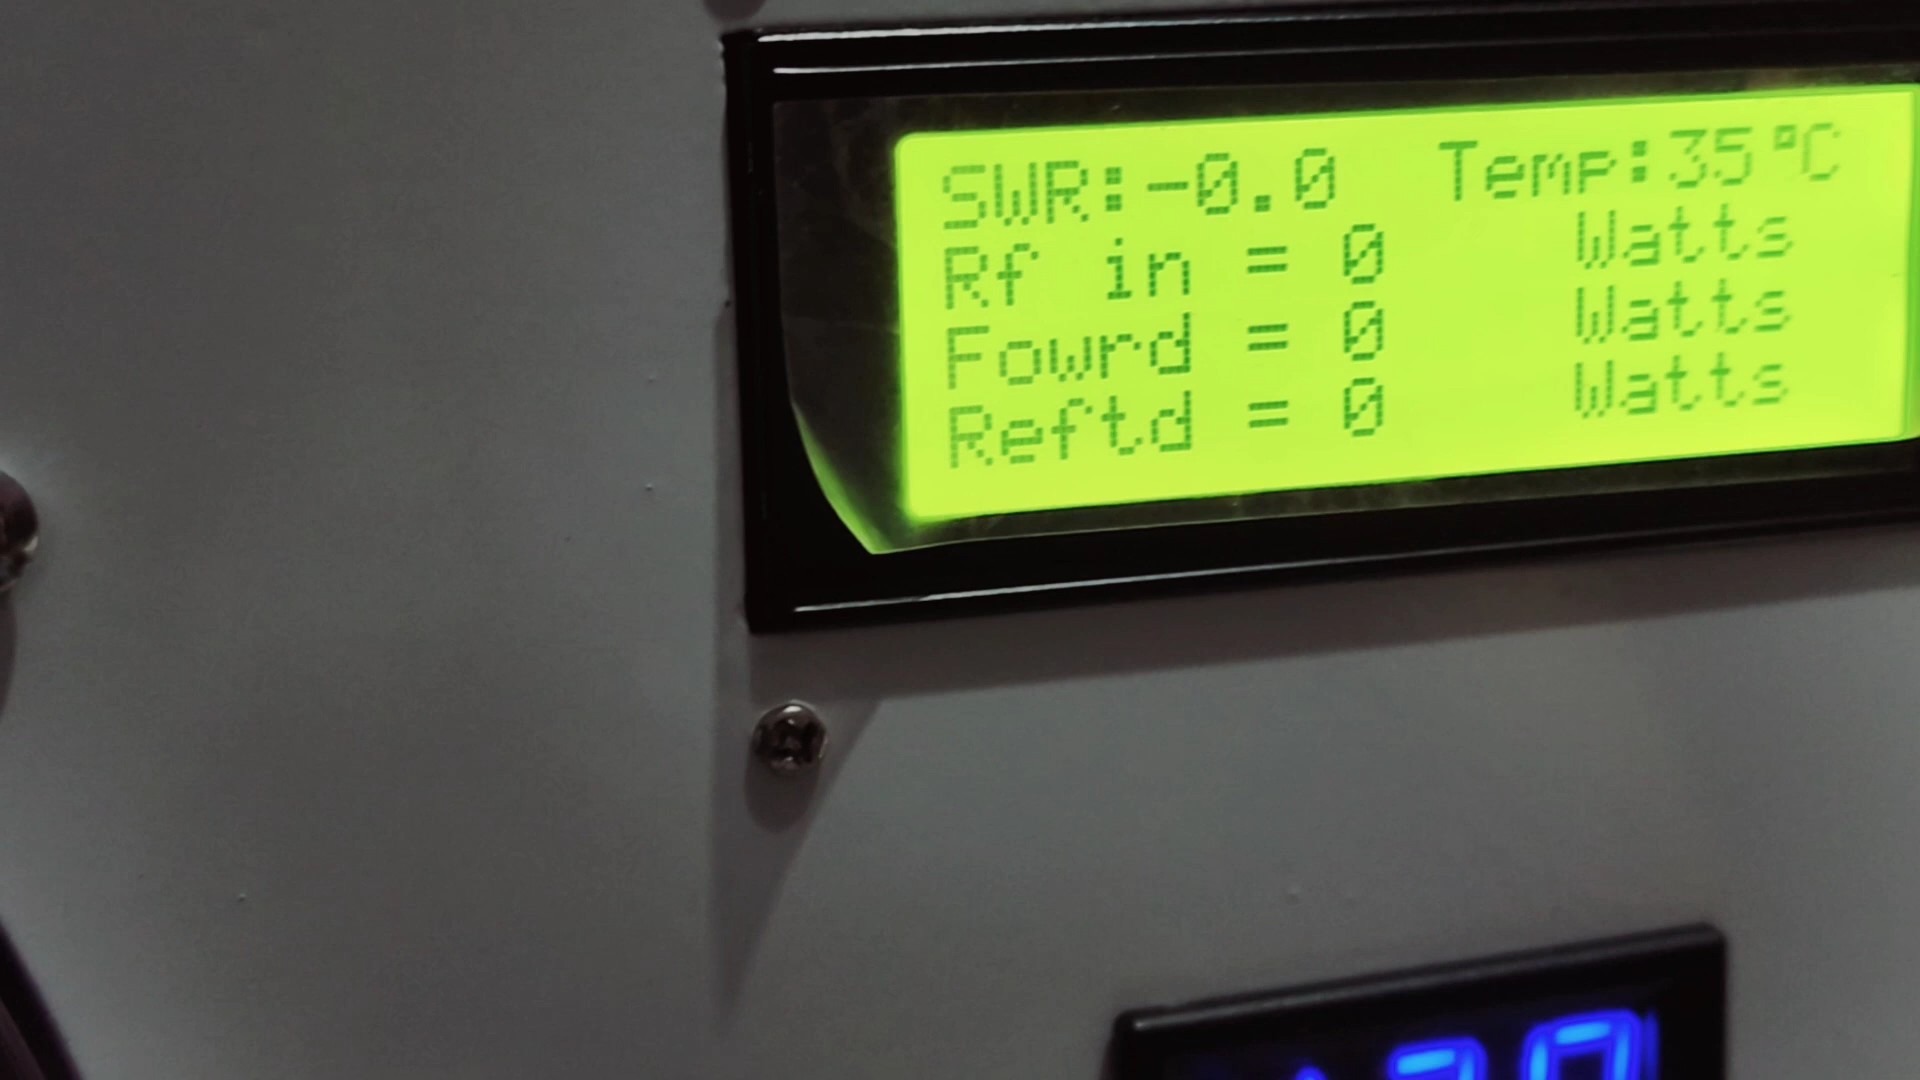 SWR:-0.0 Temp:35°C
Rf in = 0 Watts
Fowrd = 0 Watts
Reftd = 0 Watts